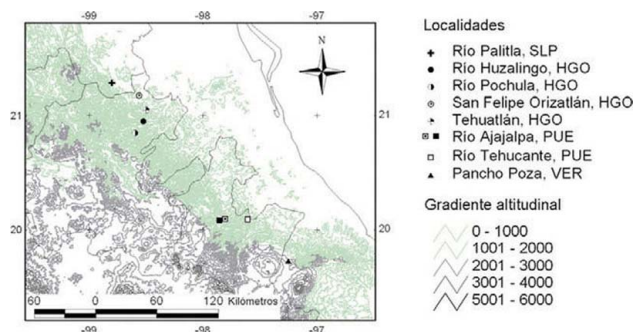 -99 -98 -97
N
21 21
20 20
60 0 60 120 Kilómetros
-99 -98 -97
Localidades
Río Palitla, SLP
Río Huzalingo, HGO
Río Pochula, HGO
San Felipe Orizatlán, HGO
Tehuatlán, HGO
Río Ajajalpa, PUE
Río Tehucante, PUE
Pancho Poza, VER
Gradiente altitudinal
0 - 1000
1001 - 2000
2001 - 3000
3001 - 4000
5001 - 6000